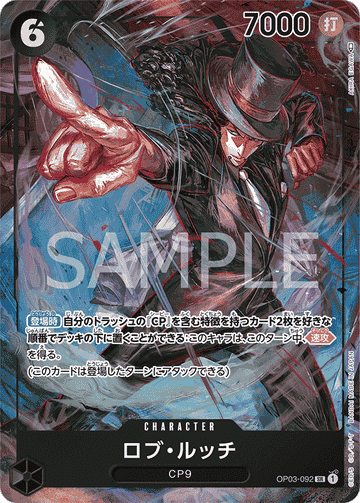 6
7000
打
SAMPLE
登場時 自分のトラッシュの『CP』を含む特徴を持つカード2枚を好きな
順番でデッキの下に置くことができる:このキャラは、このターン中、速攻
を得る。
(このカードは登場したターンにアタックできる)
CHARACTER
ロブ・ルッチ
CP9
OP03-092 SR 1